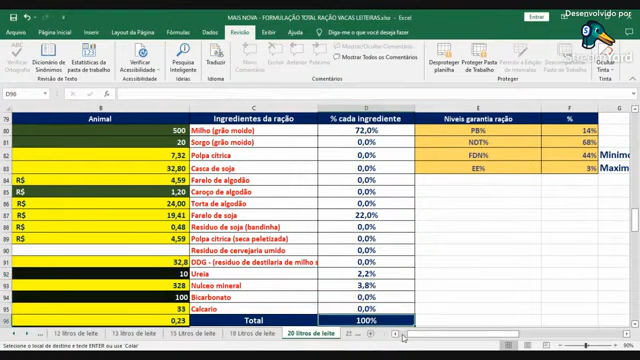 Desenvolvido por
MAIS NOVA - FORMULAÇÃO TOTAL RAÇÃO VACAS LEITEIRAS.xlsx - Excel
Entrar
Arquivo Página Inicial Inserir Layout da Página Fórmulas Dados Revisão Exibir Ajuda Diga-me o que você deseja fazer
Verificar Ortografia
Dicionário de Sinônimos
Estatísticas da pasta de trabalho
Verificar Acessibilidade
Pesquisa Inteligente
Traduzir
Mostrar/Ocultar Comentários
Mostrar Todos os Comentários
Desproteger planilha
Proteger Pasta de Trabalho
Ocultar Tinta
Revisão de Texto Acessibilidade Comentários Tinta
D96
B C D E F G
79 Animal Ingredientes da ração % cada ingrediente Niveis garantia ração %
80 500 Milho (grão moido) 72,0% PB% 14%
81 20 Sorgo (grão moido) 0,0% NDT% 68%
82 7,32 Polpa cítrica 0,0% FDN% 44% Minimo
83 32,80 Casca de soja 0,0% EE% 3% Maxim
84 R$ 4,59 Farelo de algodão 0,0%
85 R$ 1,20 Caroço de algodão 0,0%
86 R$ 24,00 Torta de algodão 0,0%
87 R$ 19,41 Farelo de soja 22,0%
88 R$ 0,48 Residuo de soja (bandinha) 0,0%
89 R$ 4,59 Polpa citrica (seca peletizada) 0,0%
90 Residuo de cervejaria umido 0,0%
91 32,8 DDG - (residuo de destilaria de milho s 0,0%
92 10 Ureia 2,2%
93 328 Nulceo mineral 3,8%
94 100 Bicarbonato 0,0%
95 33 Calcario 0,0%
96 0,23 Total 100%
12 litros de leite 13 litros de leite 15 Litros de leite 18 Litros de leite 20 litros de leite
Selecione o local de destino e tecle ENTER ou use 'Colar'
90%